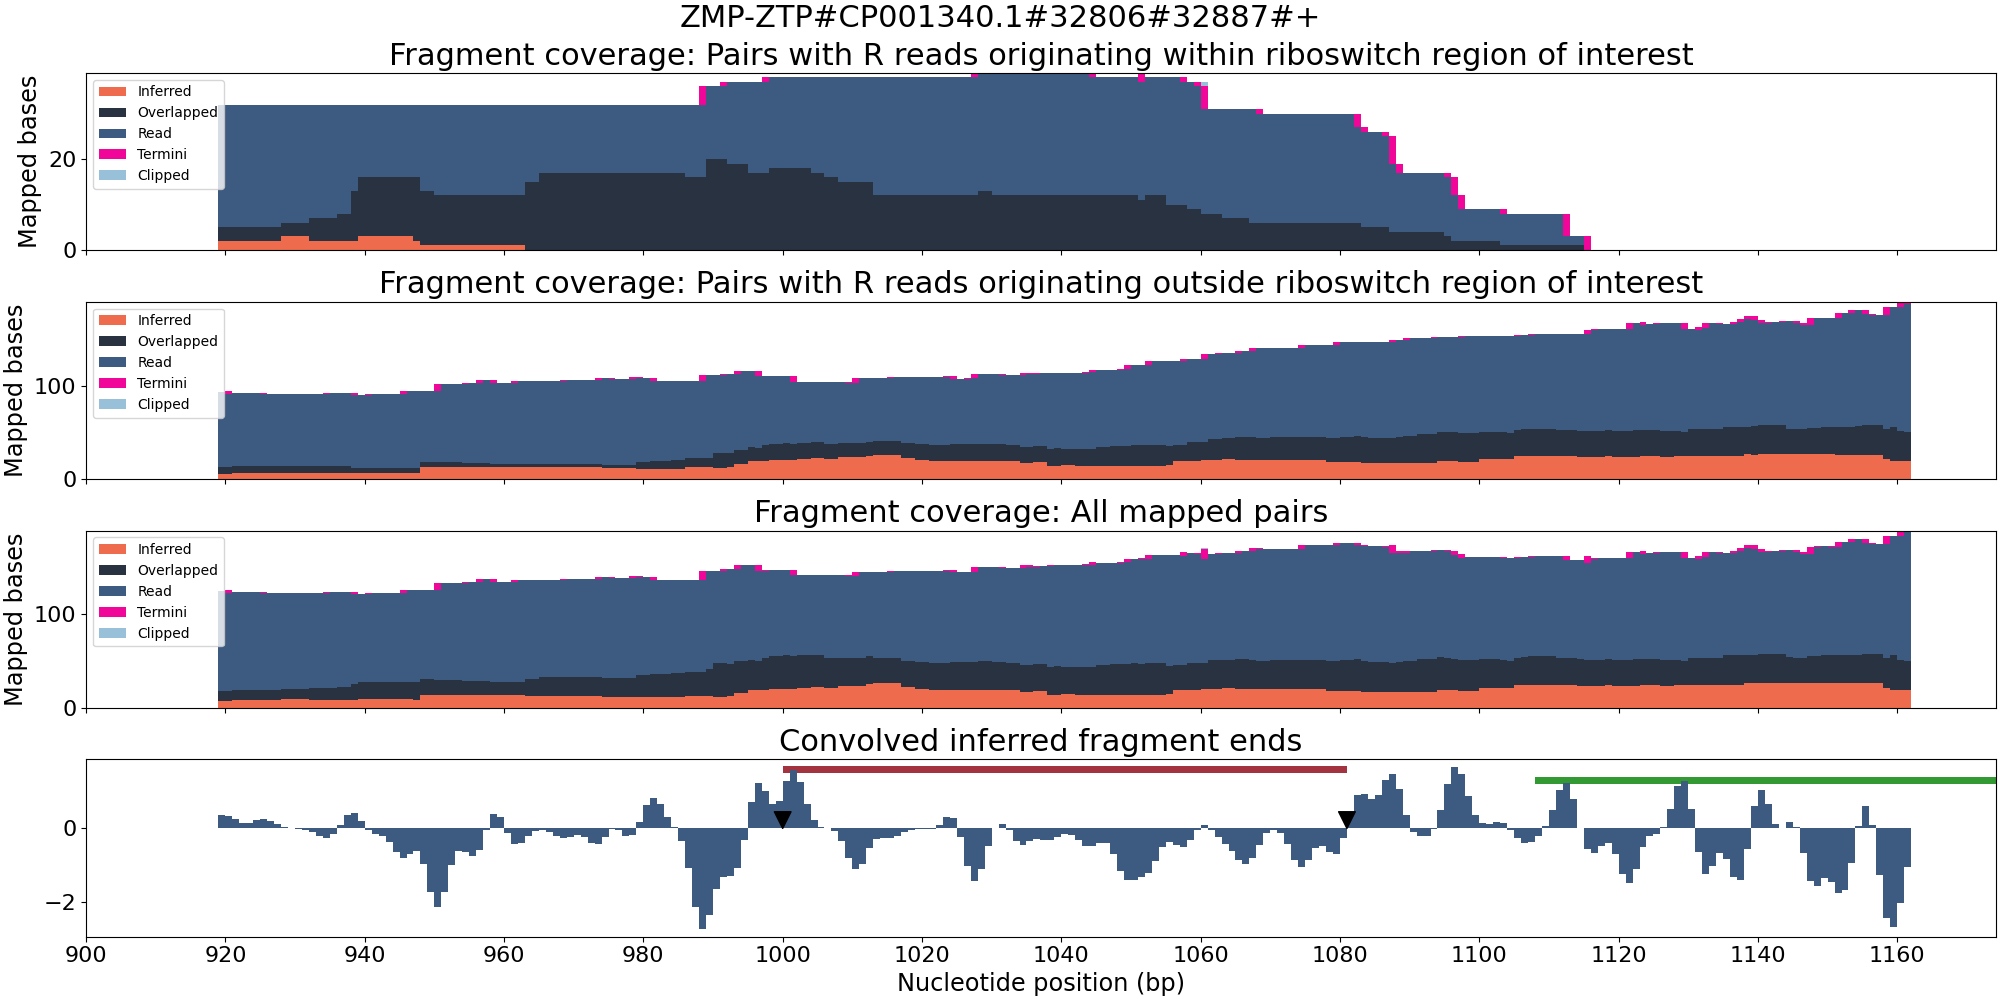 ZMP-ZTP#CP001340.1#32806#32887#+
Fragment coverage: Pairs with R reads originating within riboswitch region of interest
Mapped bases
20
0
Inferred
Overlapped
Read
Termini
Clipped
Fragment coverage: Pairs with R reads originating outside riboswitch region of interest
Mapped bases
100
0
Inferred
Overlapped
Read
Termini
Clipped
Fragment coverage: All mapped pairs
Mapped bases
100
0
Inferred
Overlapped
Read
Termini
Clipped
Convolved inferred fragment ends
0
−2
900 920 940 960 980 1000 1020 1040 1060 1080 1100 1120 1140 1160
Nucleotide position (bp)